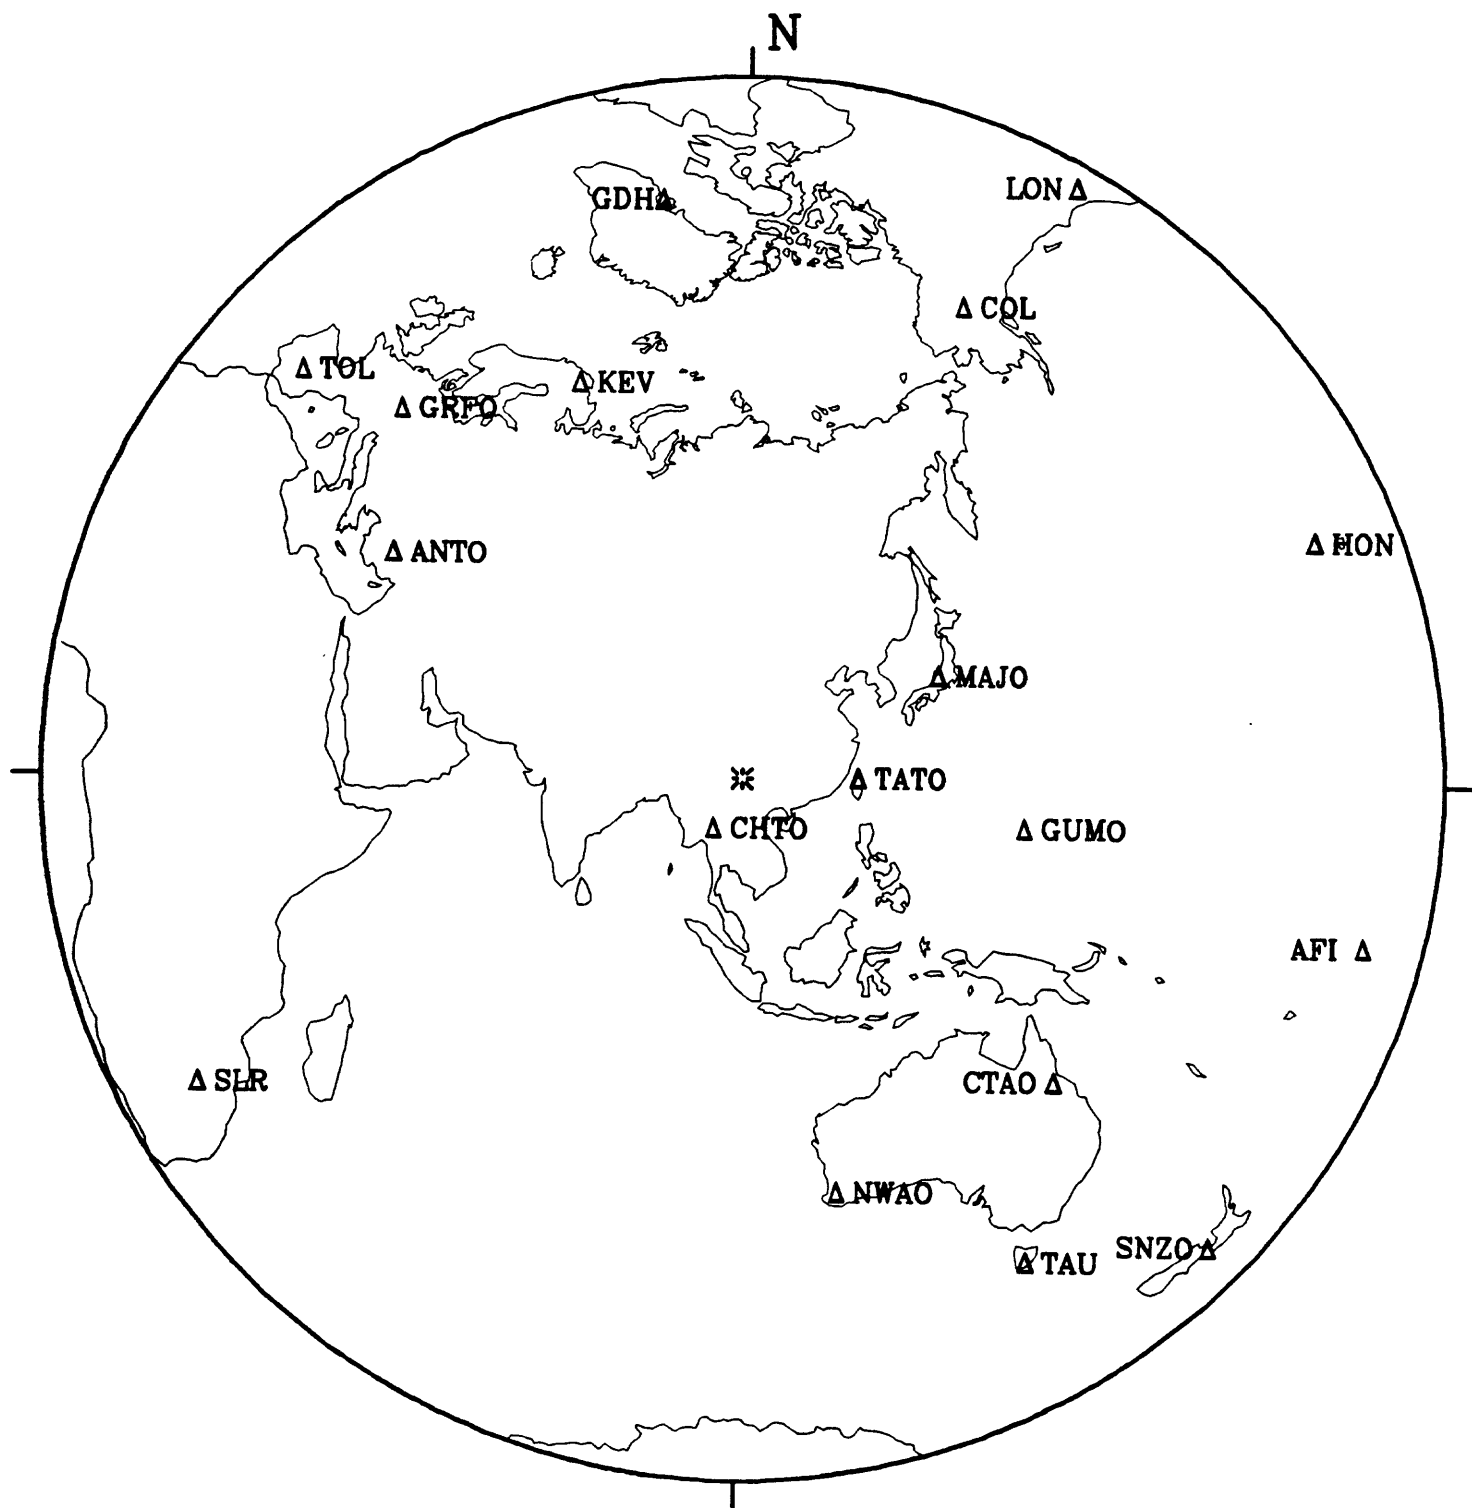 N
LON
GDH
COL
TOL
KEV
GRFO
HON
ANTO
MAJO
TATO
CHTO
GUMO
AFI
SLR
CTAO
NWAO
SNZO
TAU